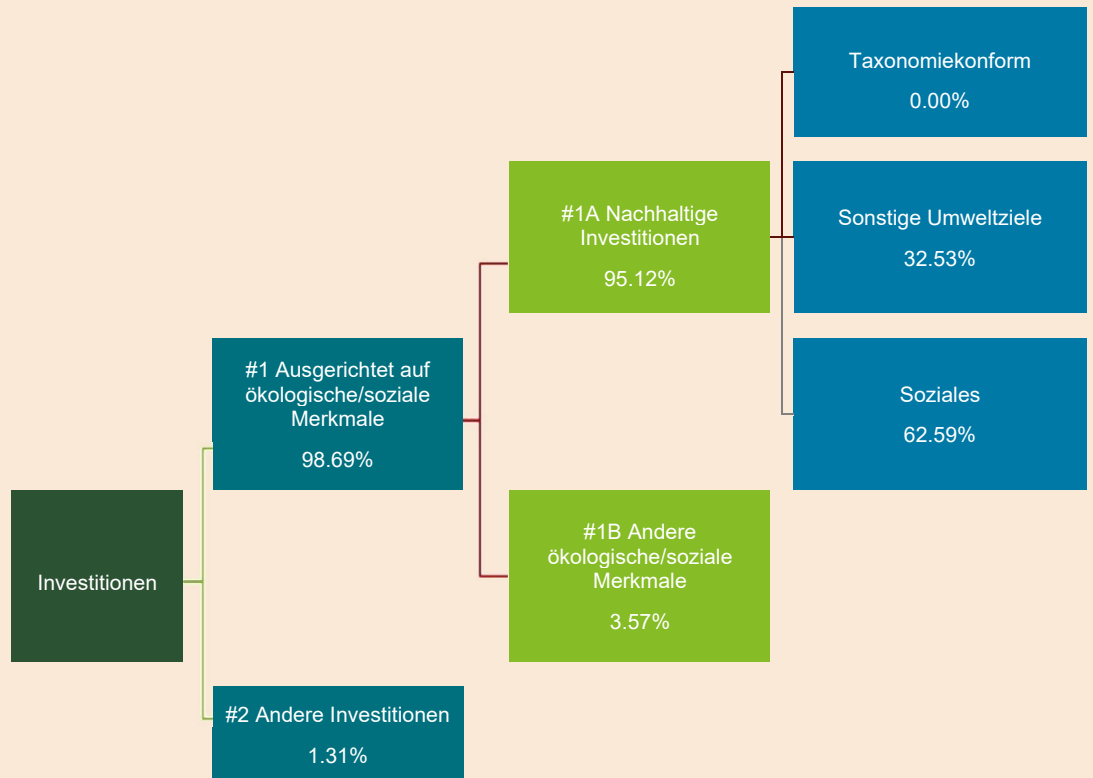 Investitionen
#1 Ausgerichtet auf
ökologische/soziale
Merkmale
98.69%
#2 Andere Investitionen
1.31%
#1A Nachhaltige
Investitionen
95.12%
#1B Andere
ökologische/soziale
Merkmale
3.57%
Taxonomiekonform
0.00%
Sonstige Umweltziele
32.53%
Soziales
62.59%